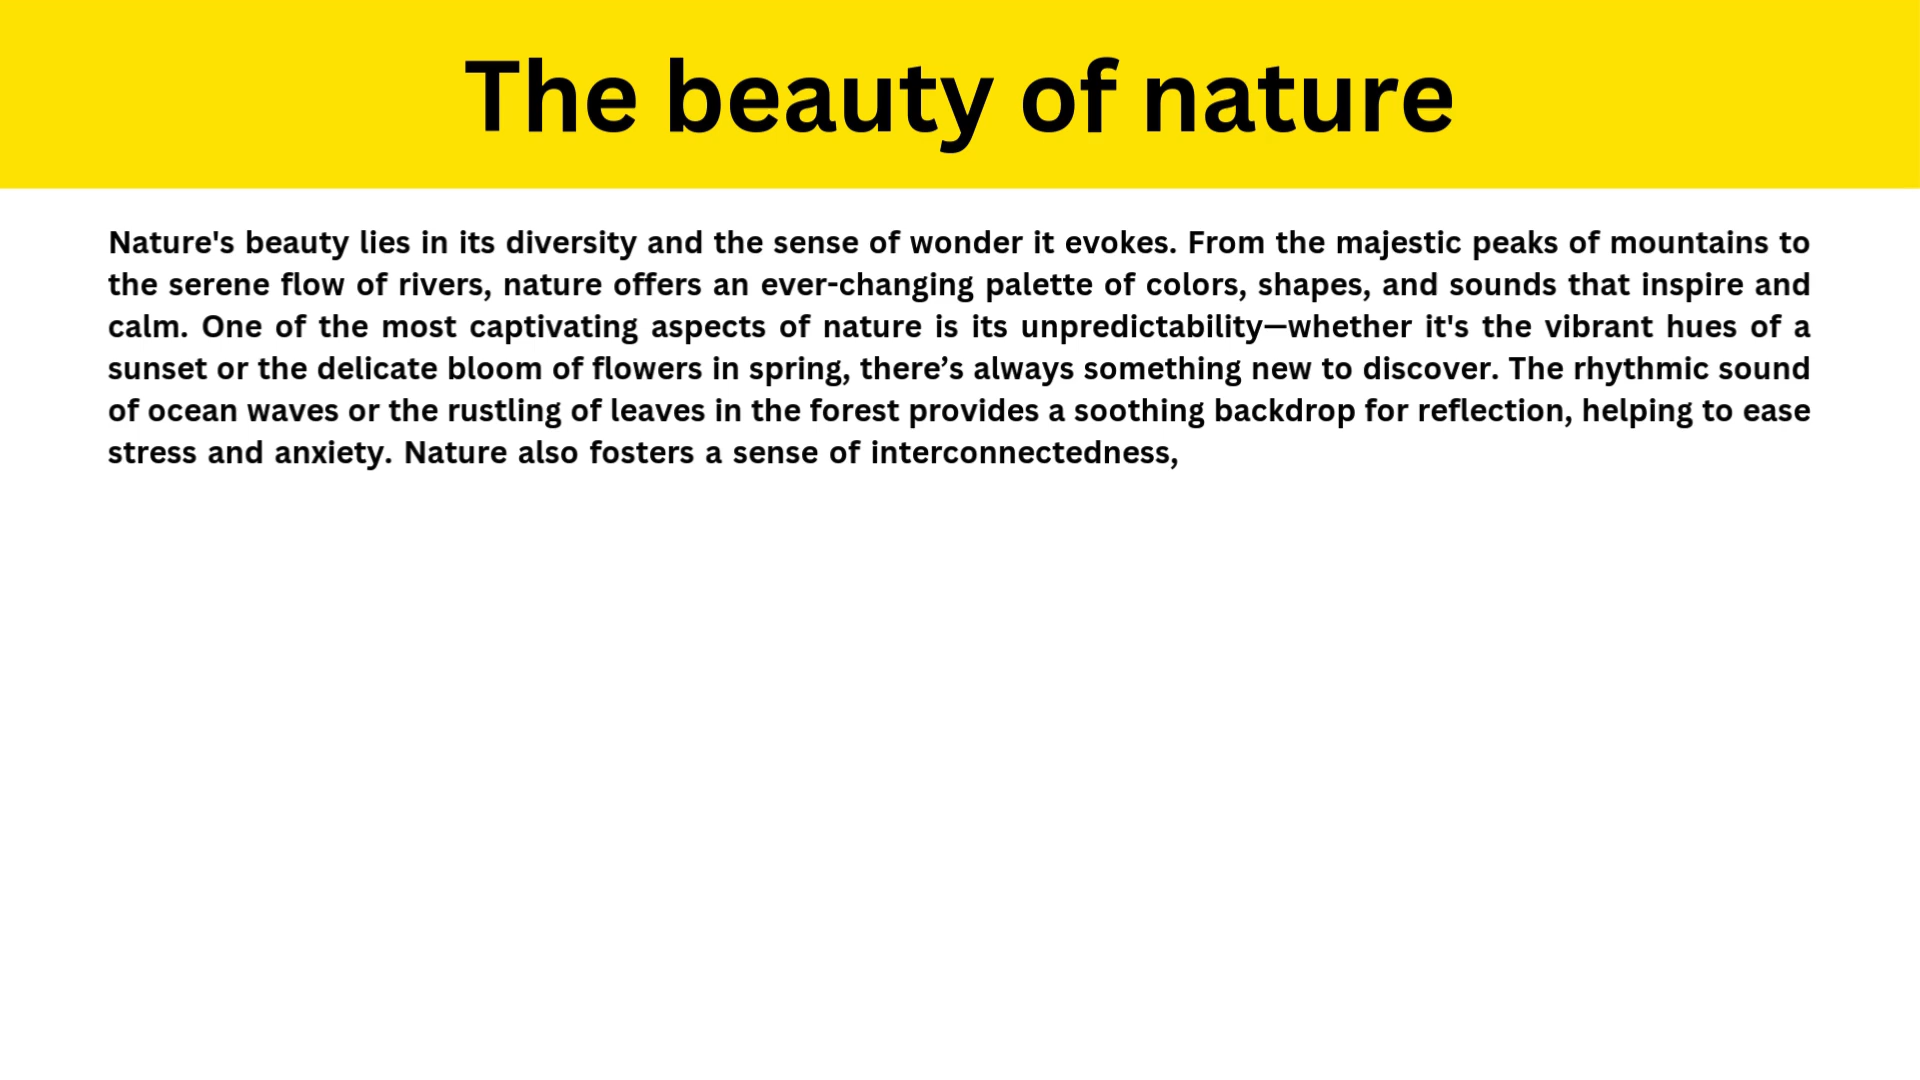 The beauty of nature
Nature's beauty lies in its diversity and the sense of wonder it evokes. From the majestic peaks of mountains to
the serene flow of rivers, nature offers an ever-changing palette of colors, shapes, and sounds that inspire and
calm. One of the most captivating aspects of nature is its unpredictability—whether it's the vibrant hues of a
sunset or the delicate bloom of flowers in spring, there’s always something new to discover. The rhythmic sound
of ocean waves or the rustling of leaves in the forest provides a soothing backdrop for reflection, helping to ease
stress and anxiety. Nature also fosters a sense of interconnectedness,